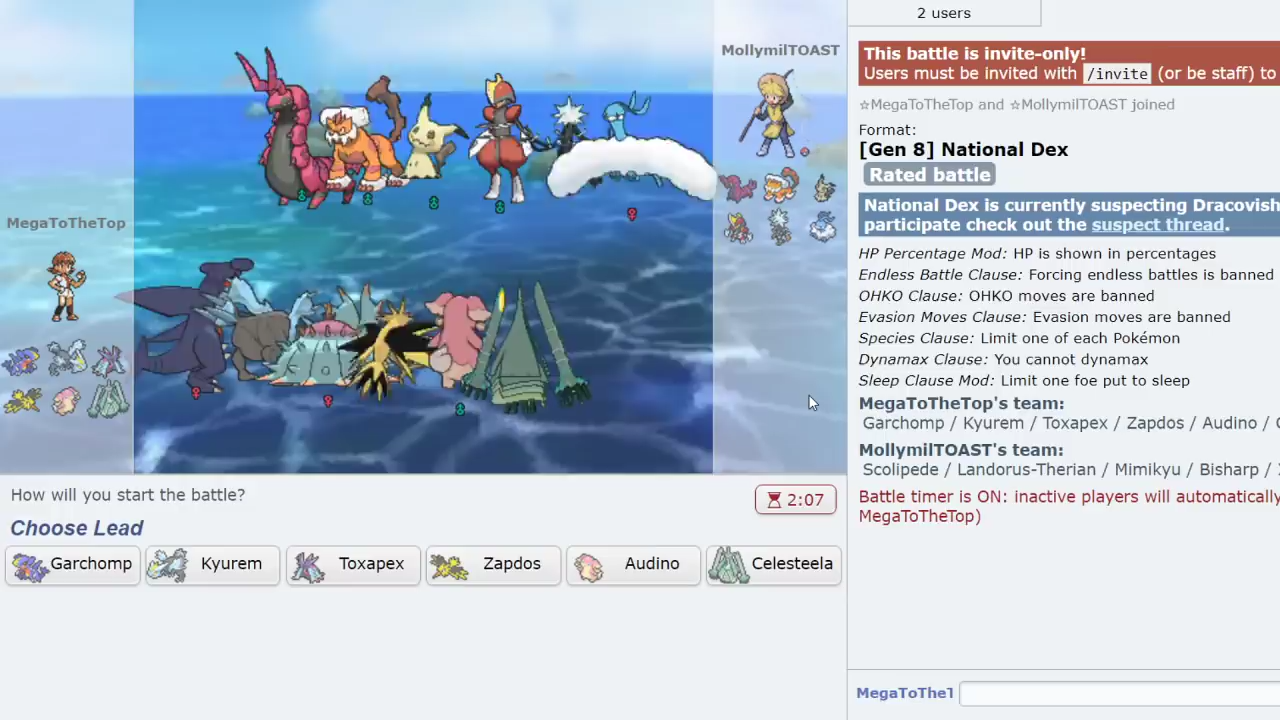 MollymilTOAST
MegaToTheTop
How will you start the battle?
2:07
Choose Lead
Garchomp
Kyurem
Toxapex
Zapdos
Audino
Celesteela
2 users
This battle is invite-only!
Users must be invited with /invite (or be staff) to
☆MegaToTheTop and ☆MollymilTOAST joined
Format:
[Gen 8] National Dex
Rated battle
National Dex is currently suspecting Dracovish
participate check out the suspect thread.
HP Percentage Mod: HP is shown in percentages
Endless Battle Clause: Forcing endless battles is banned
OHKO Clause: OHKO moves are banned
Evasion Moves Clause: Evasion moves are banned
Species Clause: Limit one of each Pokémon
Dynamax Clause: You cannot dynamax
Sleep Clause Mod: Limit one foe put to sleep
MegaToTheTop's team:
Garchomp / Kyurem / Toxapex / Zapdos / Audino /
MollymilTOAST's team:
Scolipede / Landorus-Therian / Mimikyu / Bisharp /
Battle timer is ON: inactive players will automatically
MegaToTheTop)
MegaToTheT